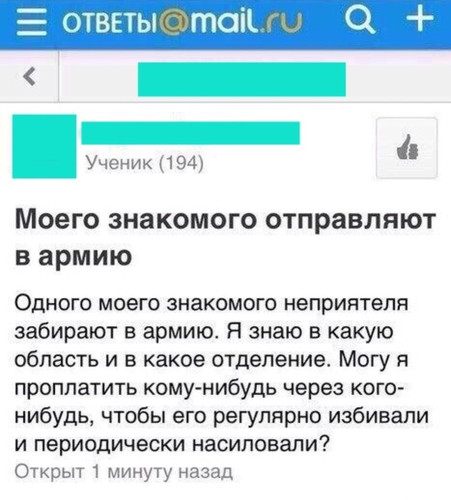 ОТВЕТЫ@mail.ru
Ученик (194)
Моего знакомого отправляют
в армию
Одного моего знакомого неприятеля
забирают в армию. Я знаю в какую
область и в какое отделение. Могу я
проплатить кому-нибудь через кого-
нибудь, чтобы его регулярно избивали
и периодически насиловали?
Открыт 1 минуту назад